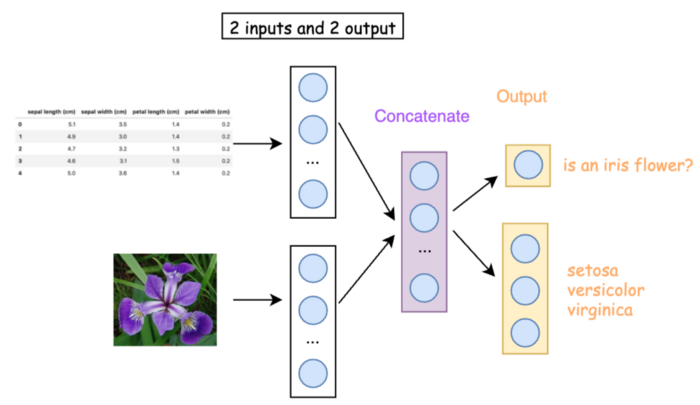 2 inputs and 2 output
sepal length (cm) sepal width (cm) petal length (cm) petal width (cm)
0 5.1 3.5 1.4 0.2
1 4.9 3.0 1.4 0.2
2 4.7 3.2 1.3 0.2
3 4.6 3.1 1.5 0.2
4 5.0 3.6 1.4 0.2
...
...
Concatenate
...
Output
is an iris flower?
setosa
versicolor
virginica